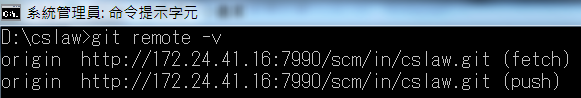 系統管理員: 命令提示字元
D:\cslaw>git remote -v
origin  http://172.24.41.16:7990/scm/in/cslaw.git (fetch)
origin  http://172.24.41.16:7990/scm/in/cslaw.git (push)